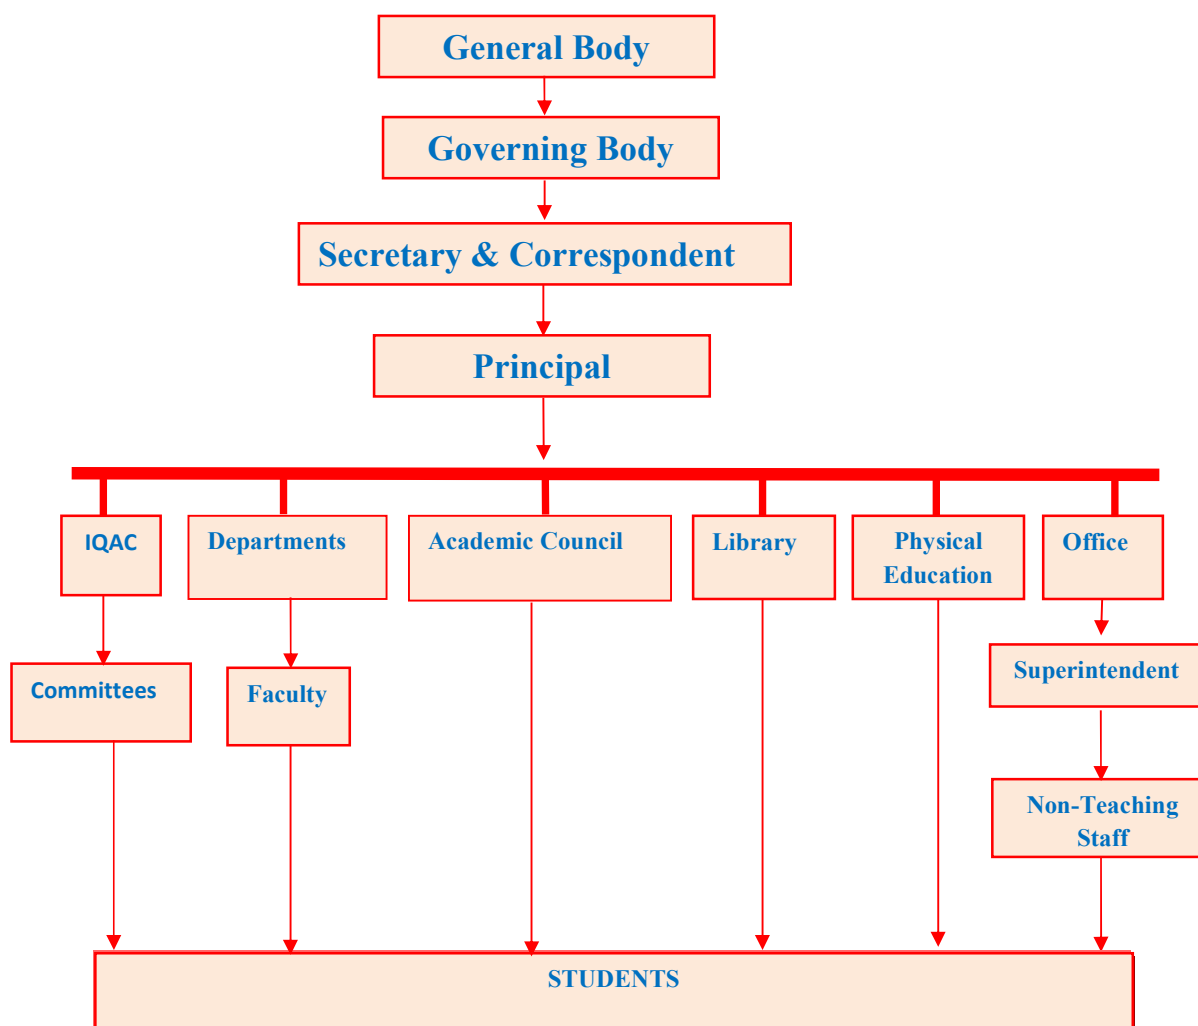 General Body
Governing Body
Secretary & Correspondent
Principal
IQAC
Departments
Academic Council
Library
Physical
Education
Office
Committees
Faculty
Superintendent
Non-Teaching
Staff
STUDENTS